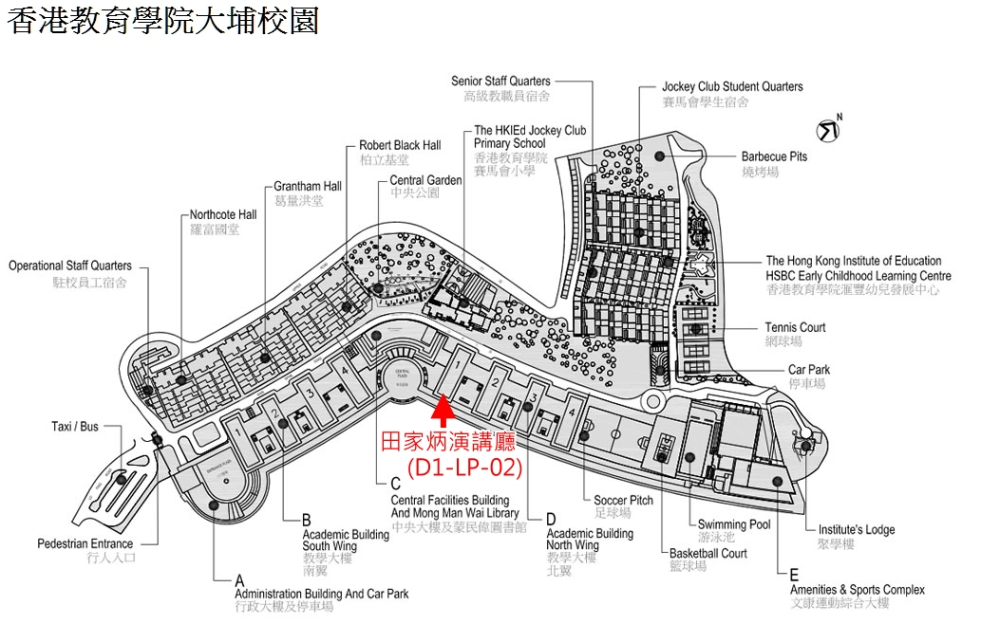 香港教育學院大埔校園
Senior Staff Quarters
高級教職員宿舍
Jockey Club Student Quarters
賽馬會學生宿舍
N
The HKIEd Jockey Club
Primary School
香港教育學院
賽馬會小學
Robert Black Hall
柏立基堂
Barbecue Pits
燒烤場
Central Garden
中央公園
Grantham Hall
葛量洪堂
Northcote Hall
羅富國堂
Operational Staff Quarters
駐校員工宿舍
The Hong Kong Institute of Education
HSBC Early Childhood Learning Centre
香港教育學院滙豐幼兒發展中心
Tennis Court
網球場
Car Park
停車場
CENTRAL
PLAZA
1
2
3
4
1
2
3
4
Taxi / Bus
ENTRANCE PLAZA
田家炳演講廳
(D1-LP-02)
C
Central Facilities Building
And Mong Man Wai Library
中央大樓及蒙民偉圖書館
Soccer Pitch
足球場
B
Academic Building
South Wing
教學大樓
南翼
D
Academic Building
North Wing
教學大樓
北翼
Swimming Pool
游泳池
Institute's Lodge
聚學樓
Pedestrian Entrance
行人入口
Basketball Court
籃球場
A
Administration Building And Car Park
行政大樓及停車場
E
Amenities & Sports Complex
文康運動綜合大樓